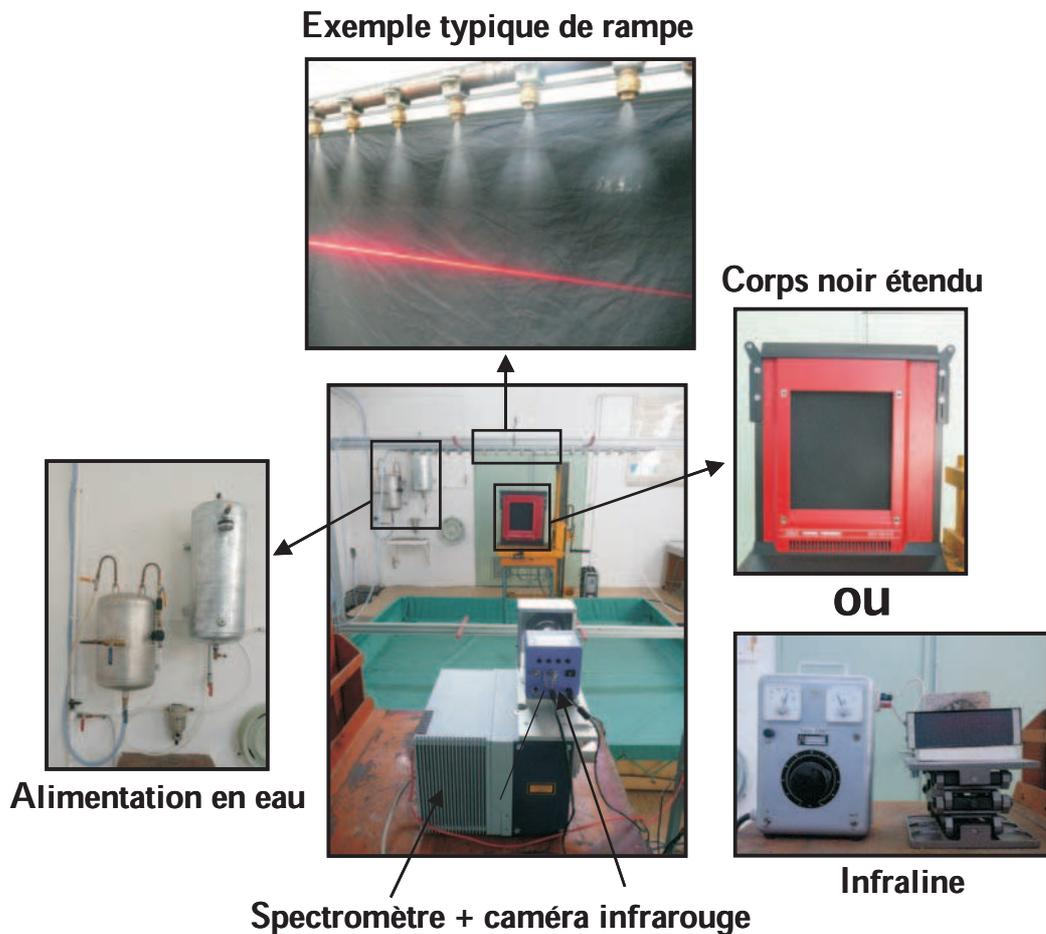 Exemple typique de rampe
Corps noir étendu
ou
Alimentation en eau
Infraline
Spectromètre + caméra infrarouge